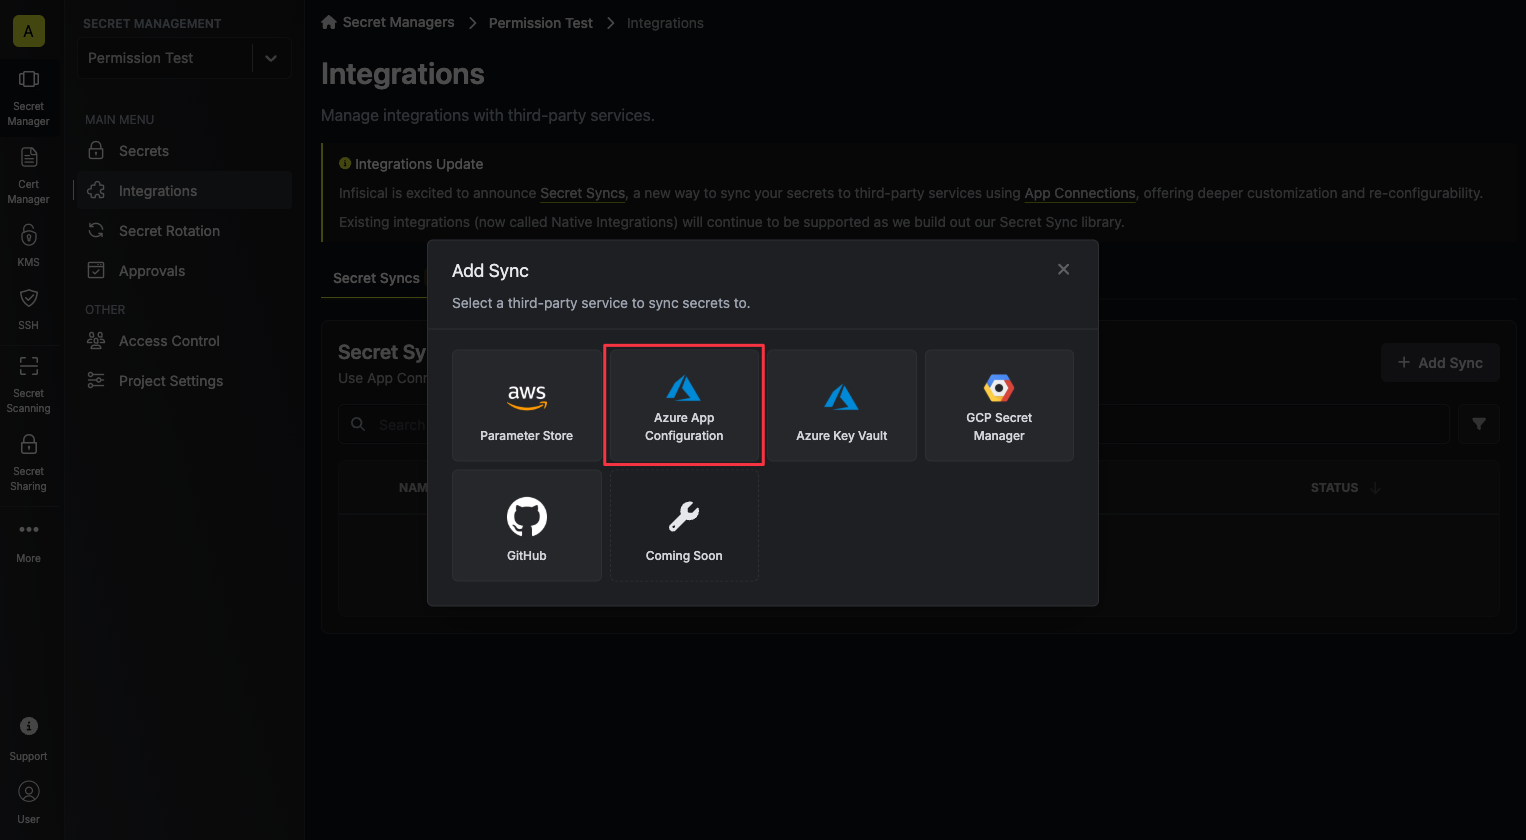 A
Secret
Manager
Cert
Manager
KMS
SSH
Secret
Scanning
Secret
Sharing
More
Support
User
SECRET MANAGEMENT
Permission Test
MAIN MENU
Secrets
Integrations
Secret Rotation
Approvals
OTHER
Access Control
Project Settings
Secret Managers > Permission Test > Integrations
Integrations
Manage integrations with third-party services.
Integrations Update
Infisical is excited to announce Secret Syncs, a new way to sync your secrets to third-party services using App Connections, offering deeper customization and re-configurability.
Existing integrations (now called Native Integrations) will continue to be supported as we build out our Secret Sync library.
Secret Syncs
Secret Sy
Use App Conn
+ Add Sync
Search
NAM
STATUS
Add Sync
Select a third-party service to sync secrets to.
aws
Parameter Store
Azure App
Configuration
Azure Key Vault
GCP Secret
Manager
GitHub
Coming Soon